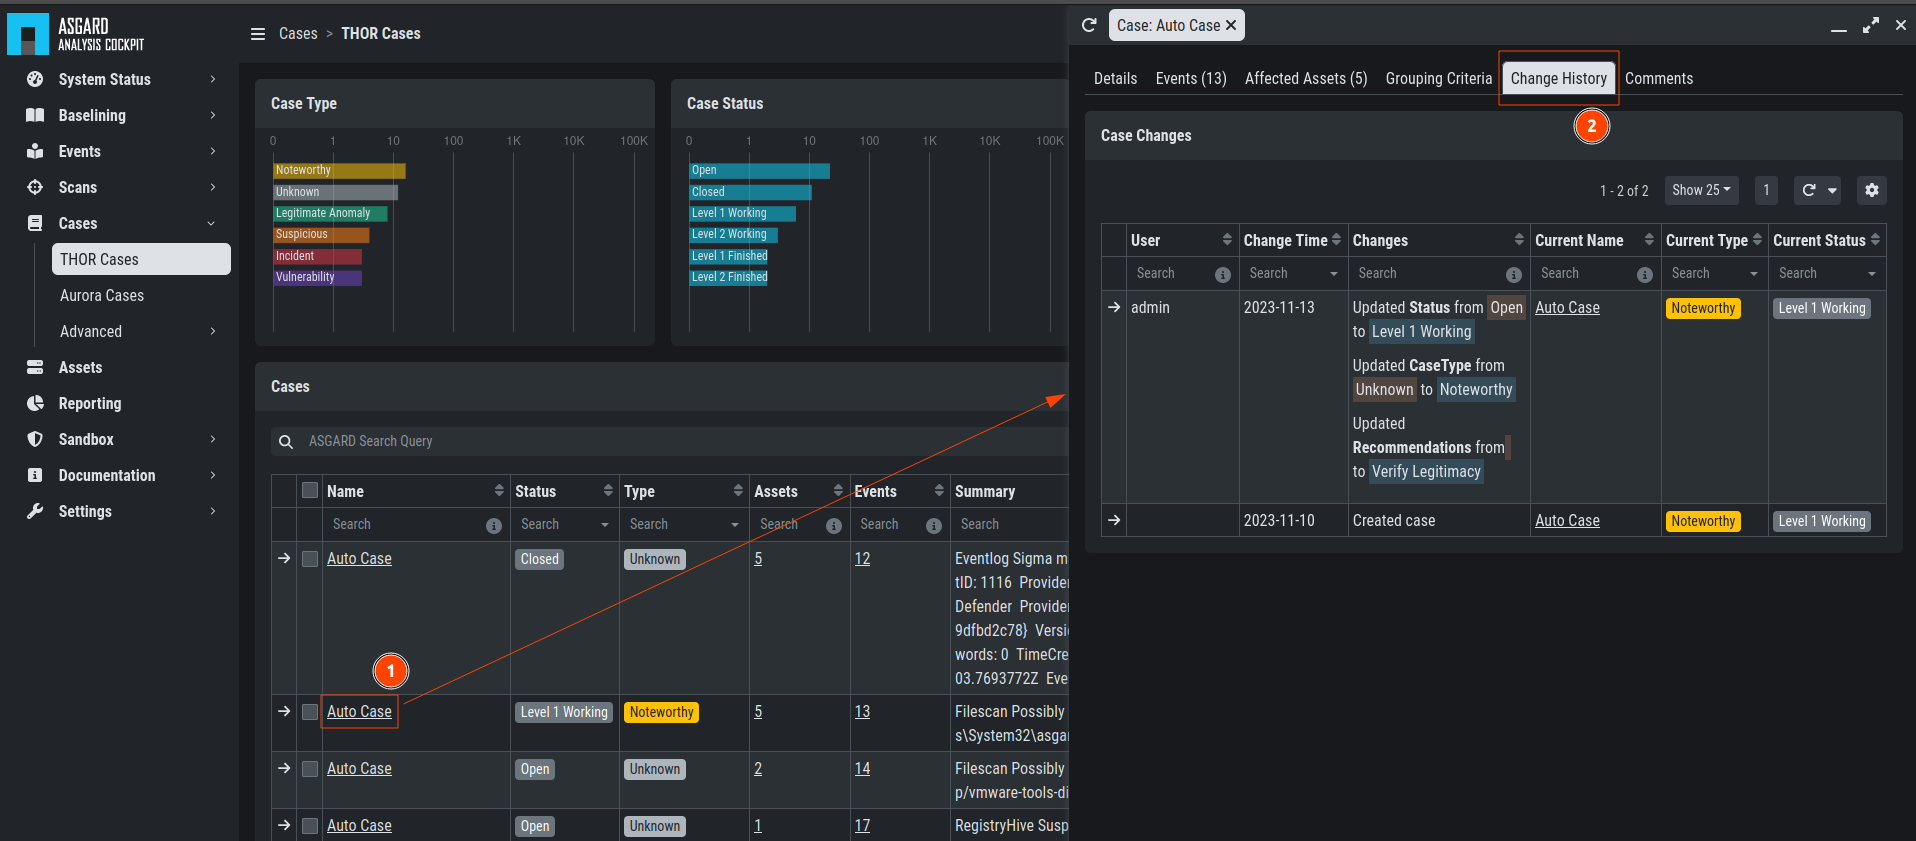 ASGARD
ANALYSIS COCKPIT
System Status
Baselining
Events
Scans
Cases
THOR Cases
Aurora Cases
Advanced
Assets
Reporting
Sandbox
Documentation
Settings
Cases > THOR Cases
Case Type
0 1 10 100 1K 10K 100K
Noteworthy
Unknown
Legitimate Anomaly
Suspicious
Incident
Vulnerability
Case Status
0 1 10 100 1K 10K 100K
Open
Closed
Level 1 Working
Level 2 Working
Level 1 Finished
Level 2 Finished
Cases
ASGARD Search Query
Name Status Type Assets Events Summary
Search Search Search Search Search Search
Auto Case Closed Unknown 5 12 Eventlog Sigma m
tID: 1116 Provider
Defender Provider
9dfbd2c78} Versi
words: 0 TimeCre
03.7693772Z Eve
1
Auto Case Level 1 Working Noteworthy 5 13 Filescan Possibly
s\System32\asga
Auto Case Open Unknown 2 14 Filescan Possibly
p/vmware-tools-di
Auto Case Open Unknown 1 17 RegistryHive Susp
Case: Auto Case
Details Events (13) Affected Assets (5) Grouping Criteria Change History Comments
2
Case Changes
1 - 2 of 2 Show 25 1
User Change Time Changes Current Name Current Type Current Status
Search Search Search Search Search Search
admin 2023-11-13 Updated Status from Open Auto Case Noteworthy Level 1 Working
to Level 1 Working
Updated CaseType from
Unknown to Noteworthy
Updated
Recommendations from
to Verify Legitimacy
2023-11-10 Created case Auto Case Noteworthy Level 1 Working